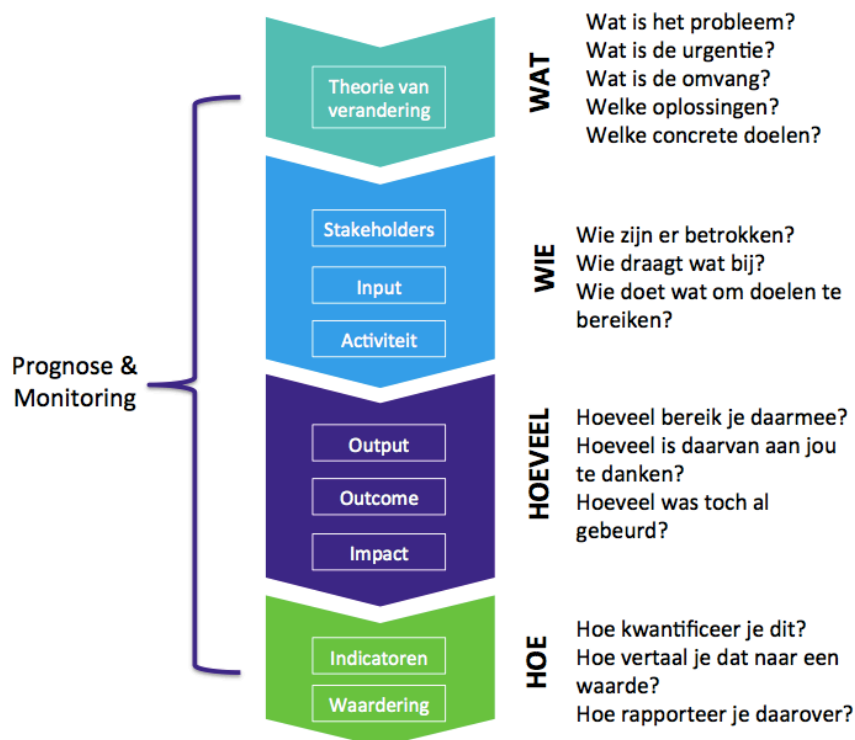 Prognose &
Monitoring
Theorie van
verandering
WAT
Wat is het probleem?
Wat is de urgentie?
Wat is de omvang?
Welke oplossingen?
Welke concrete doelen?
Stakeholders
Input
Activiteit
WIE
Wie zijn er betrokken?
Wie draagt wat bij?
Wie doet wat om doelen te
bereiken?
Output
Outcome
Impact
HOEVEEL
Hoeveel bereik je daarmee?
Hoeveel is daarvan aan jou
te danken?
Hoeveel was toch al
gebeurd?
Indicatoren
Waardering
HOE
Hoe kwantificeer je dit?
Hoe vertaal je dat naar een
waarde?
Hoe rapporteer je daarover?